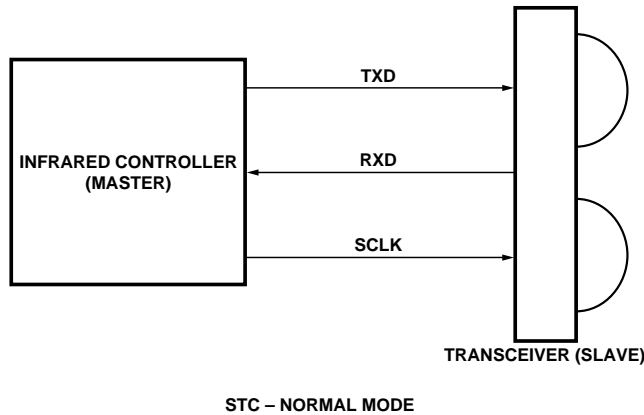 TXD
INFRARED CONTROLLER
(MASTER)
RXD
SCLK
TRANSCEIVER (SLAVE)
STC – NORMAL MODE